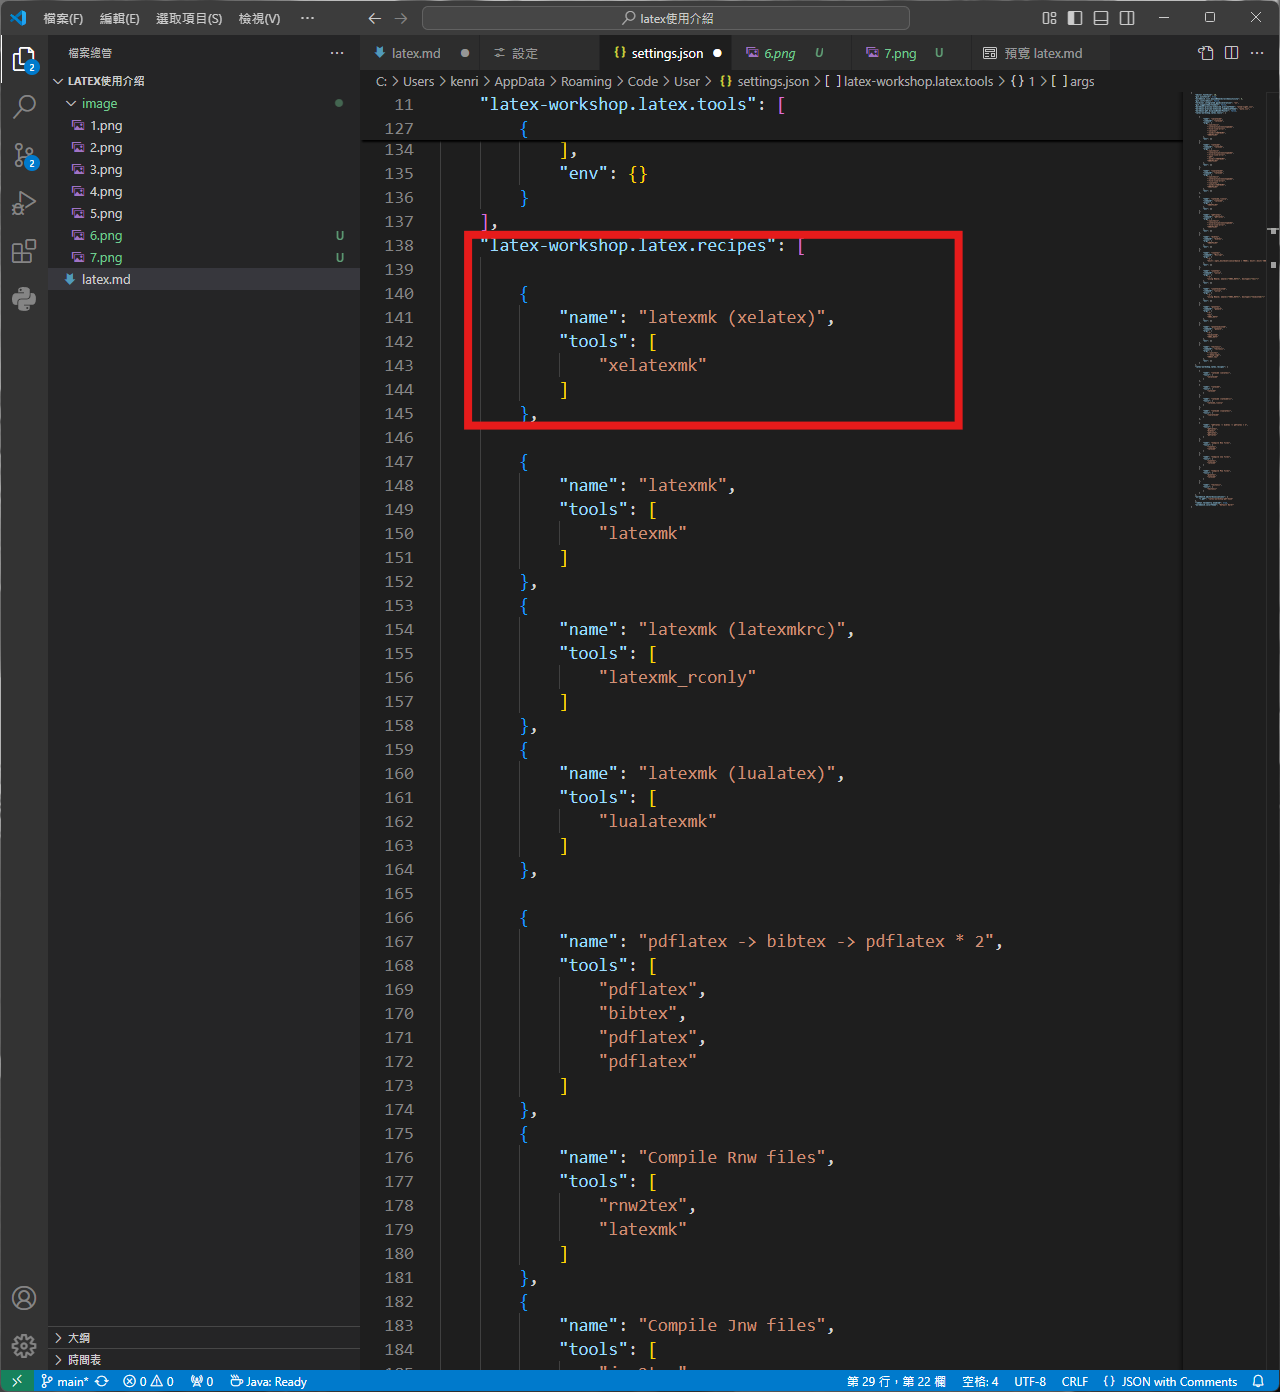 檔案(F) 編輯(E) 選取項目(S) 檢視(V) ··· latex使用介紹
檔案總管 ···
LATEX使用介紹
image
1.png
2.png
3.png
4.png
5.png
6.png U
7.png U
latex.md
大綱
時間表
latex.md 設定 {} settings.json 6.png U 7.png U 預覽 latex.md ···
C: > Users > kenri > AppData > Roaming > Code > User > {} settings.json > [ ] latex-workshop.latex.tools > {} 1 > [ ] args
11 "latex-workshop.latex.tools": [
127 {
134 ],
135 "env": {}
136 }
137 ],
138 "latex-workshop.latex.recipes": [
139
140 {
141 "name": "latexmk (xelatex)",
142 "tools": [
143 "xelatexmk"
144 ]
145 },
146
147 {
148 "name": "latexmk",
149 "tools": [
150 "latexmk"
151 ]
152 },
153 {
154 "name": "latexmk (latexmkrc)",
155 "tools": [
156 "latexmk_rconly"
157 ]
158 },
159 {
160 "name": "latexmk (lualatex)",
161 "tools": [
162 "lualatexmk"
163 ]
164 },
165
166 {
167 "name": "pdflatex -> bibtex -> pdflatex * 2",
168 "tools": [
169 "pdflatex",
170 "bibtex",
171 "pdflatex",
172 "pdflatex"
173 ]
174 },
175 {
176 "name": "Compile Rnw files",
177 "tools": [
178 "rnw2tex",
179 "latexmk"
180 ]
181 },
182 {
183 "name": "Compile Jnw files",
184 "tools": [
2
2
main* 0 0 0 Java: Ready 第 29 行，第 22 欄 空格: 4 UTF-8 CRLF {} JSON with Comments